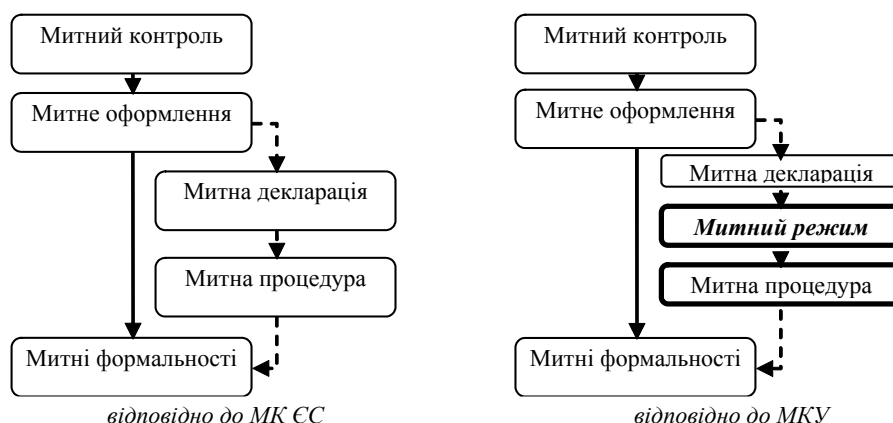 Митний контроль
Митне оформлення
Митна декларація
Митна процедура
Митні формальності
відповідно до МК ЄС
Митний контроль
Митне оформлення
Митна декларація
Митний режим
Митна процедура
Митні формальності
відповідно до МКУ